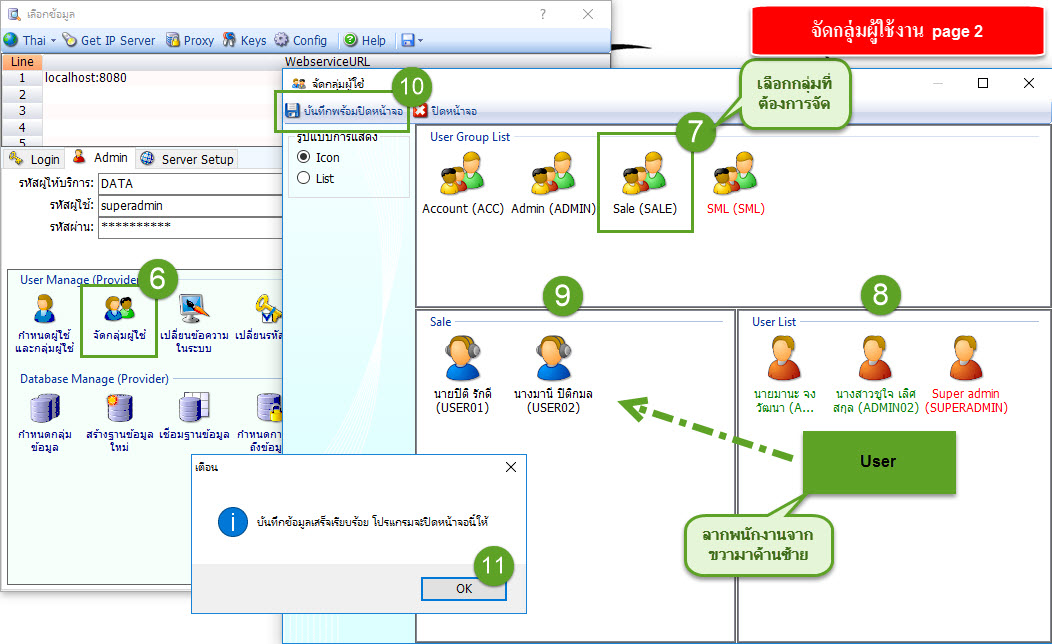 เลือกข้อมูล
Thai Get IP Server Proxy Keys Config Help
Line WebserviceURL
1 localhost:8080
2
3
4
5
Login Admin Server Setup
รหัสผู้ให้บริการ: DATA
รหัสผู้ใช้: superadmin
รหัสผ่าน: **********
User Manage (Provider
6
กำหนดผู้ใช้
และกลุ่มผู้ใช้
จัดกลุ่มผู้ใช้
เปลี่ยนข้อความ
ในระบบ
เปลี่ยนรหัส
Database Manage (Provider)
กำหนดกลุ่ม
ข้อมูล
สร้างฐานข้อมูล
ใหม่
เชื่อมฐานข้อมูล
กำหนดกา
ถึงข้อมู
จัดกลุ่มผู้ใช้งาน page 2
จัดกลุ่มผู้ใช้
10
บันทึกพร้อมปิดหน้าจอ ปิดหน้าจอ
เลือกกลุ่มที่
ต้องการจัด
7
รูปแบบการแสดง
Icon
List
User Group List
Account (ACC) Admin (ADMIN) Sale (SALE) SML (SML)
9
8
Sale
นายปิติ รักดี
(USER01)
นางมานี ปิติกมล
(USER02)
User List
นายมานะ จง
วัฒนา (A...
นางสาวชูใจ เลิศ
สกุล (ADMIN02)
Super admin
(SUPERADMIN)
User
ลากพนักงานจาก
ขวามาด้านซ้าย
เตือน
บันทึกข้อมูลเสร็จเรียบร้อย โปรแกรมจะปิดหน้าจอนี้ให้
11
OK